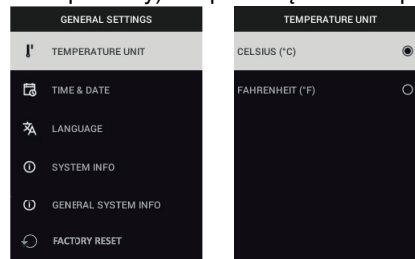 GENERAL SETTINGS
TEMPERATURE UNIT
TIME & DATE
LANGUAGE
SYSTEM INFO
GENERAL SYSTEM INFO
FACTORY RESET
TEMPERATURE UNIT
CELSIUS (°C)
FAHRENHEIT (°F)